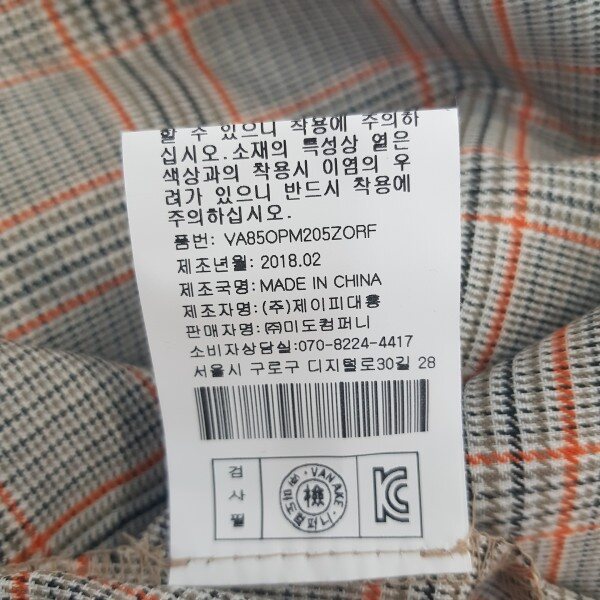 할 수 있으니 착용에 주의하
십시오. 소재의 특성상 옅은
색상과의 착용시 이염의 우
려가 있으니 반드시 착용에
주의하십시오.
품번: VA85OPM205ZORF
제조년월: 2018.02
제조국명: MADE IN CHINA
제조자명: (주)제이피대룡
판매자명: ㈜미도컴퍼니
소비자상담실:070-8224-4417
서울시 구로구 디지털로30길 28
검
사
필
VAN AKE
檢
㈜미도컴퍼니
KC